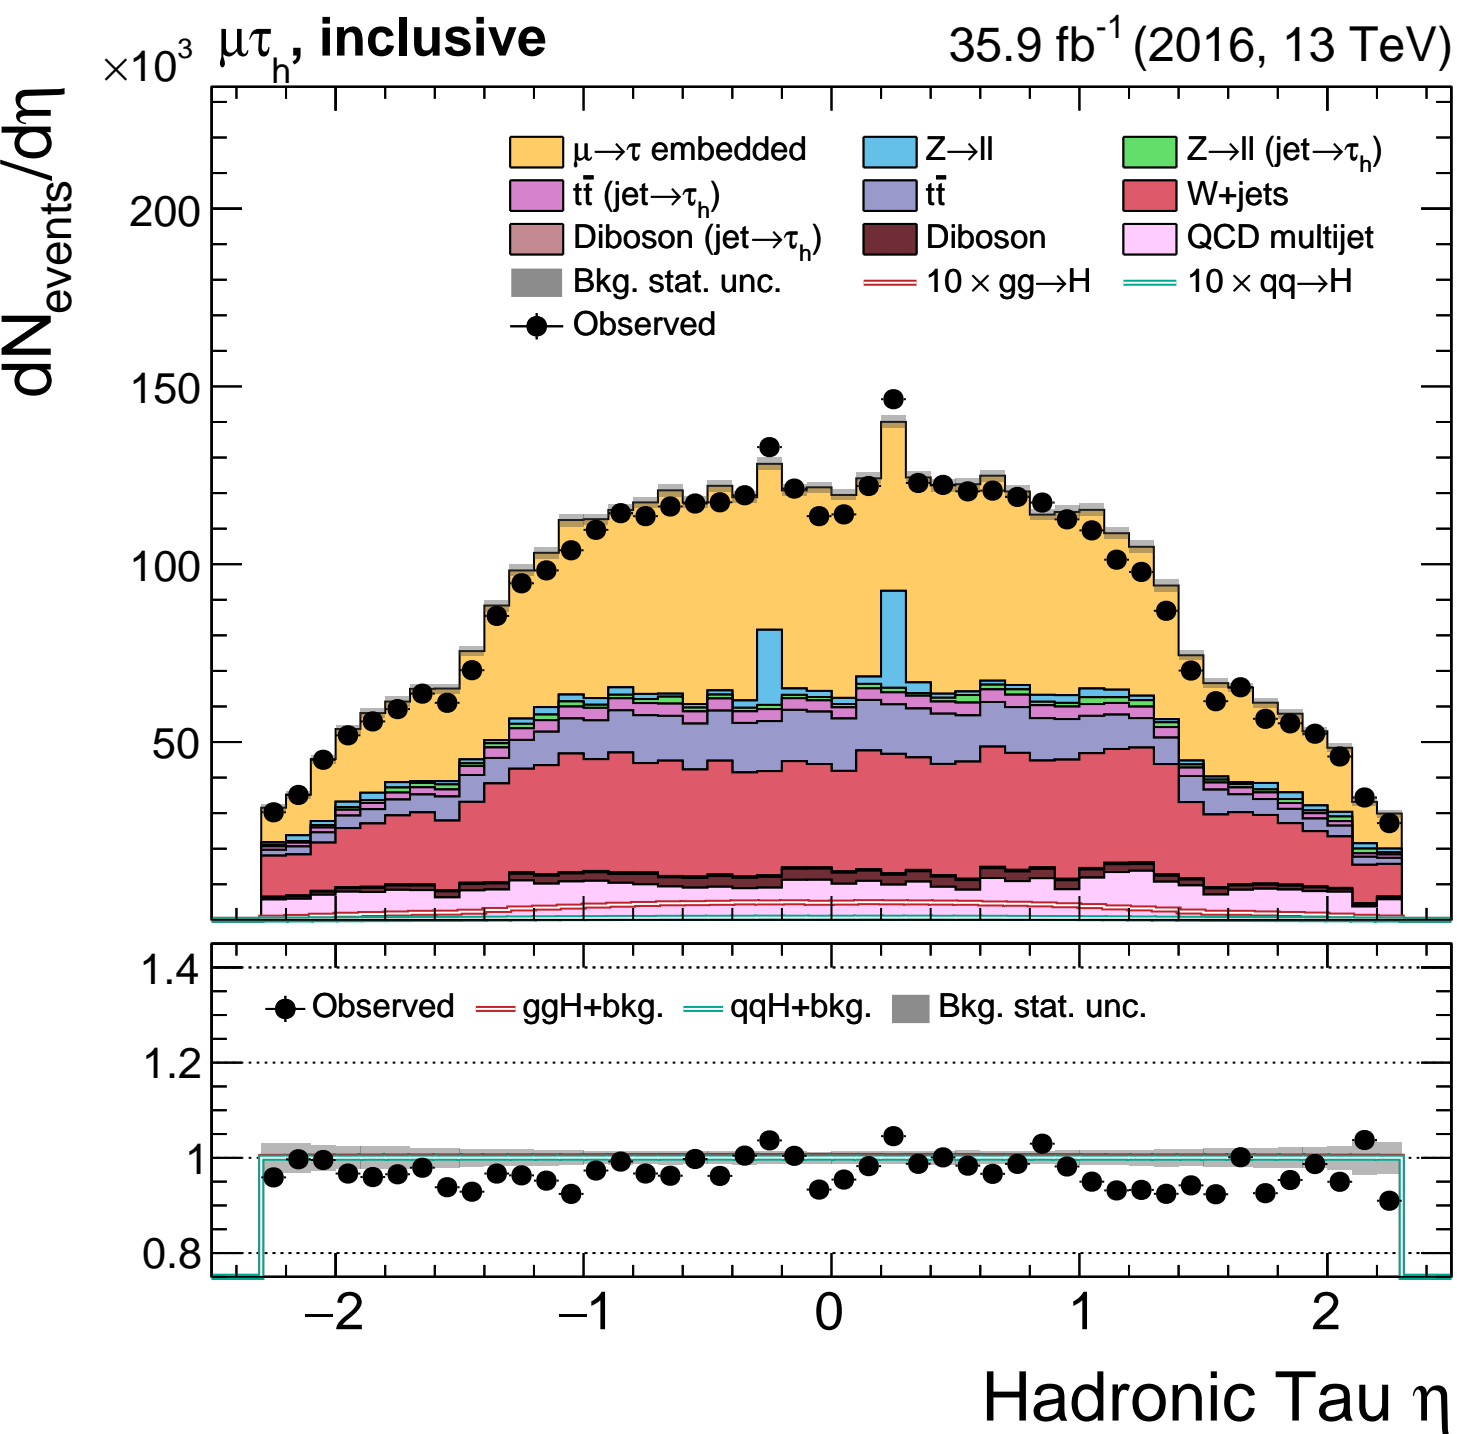 ×10³ μτₕ, inclusive 35.9 fb⁻¹ (2016, 13 TeV)
dN_events/dη
μ→τ embedded Z→ll Z→ll (jet→τₕ)
tt̄ (jet→τₕ) tt̄ W+jets
Diboson (jet→τₕ) Diboson QCD multijet
Bkg. stat. unc. 10 × gg→H 10 × qq→H
Observed
200
150
100
50
1.4
Observed ggH+bkg. qqH+bkg. Bkg. stat. unc.
1.2
1
0.8
−2 −1 0 1 2
Hadronic Tau η